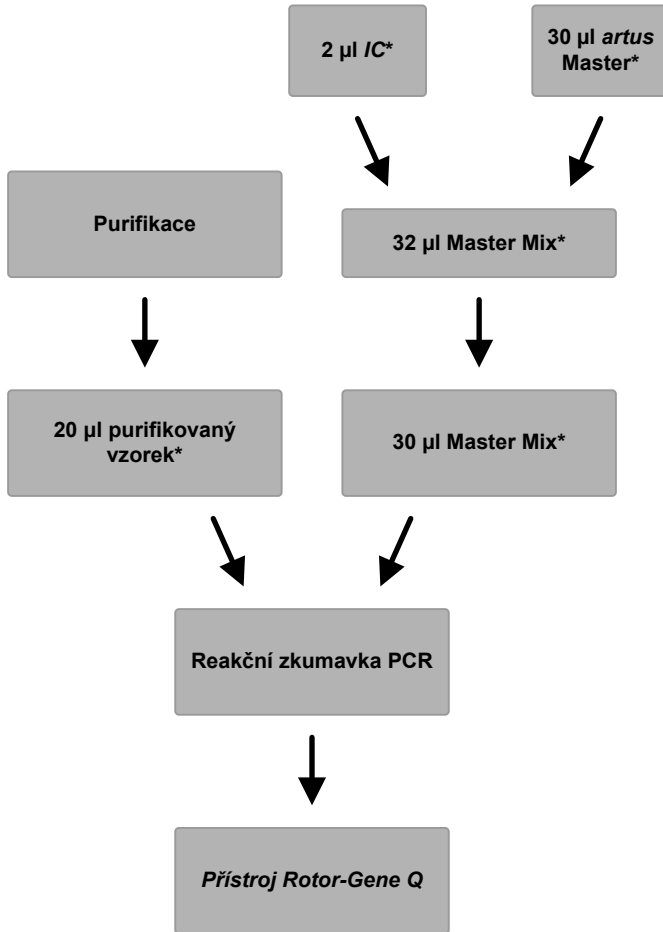 2 µl IC*
30 µl artus
Master*
Purifikace
32 µl Master Mix*
20 µl purifikovaný
vzorek*
30 µl Master Mix*
Reakční zkumavka PCR
Přístroj Rotor-Gene Q